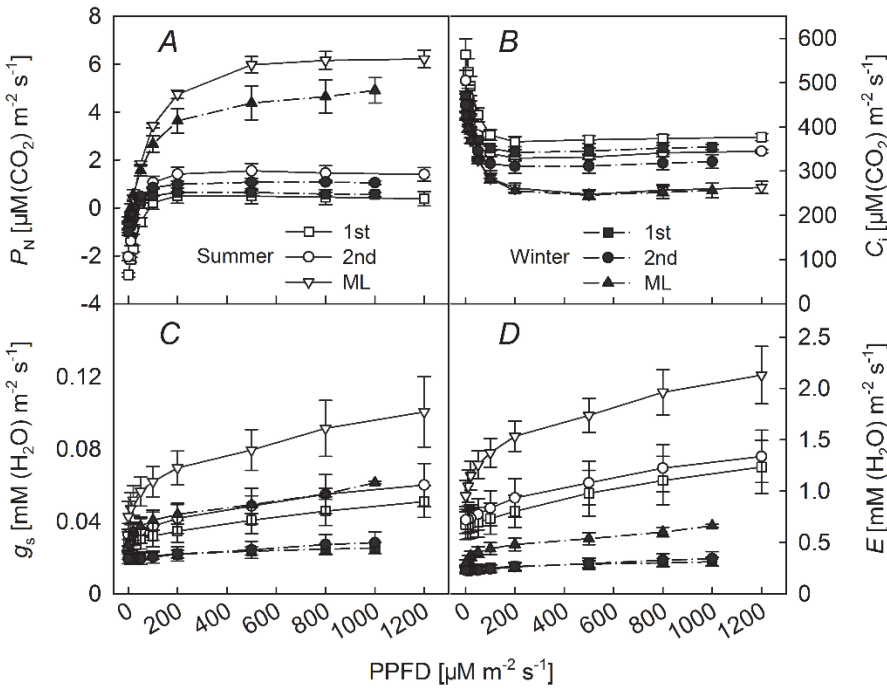 A
B
8
6
4
2
0
-2
-4
P_N [µM(CO₂) m⁻² s⁻¹]
Summer
1st
2nd
ML
Winter
1st
2nd
ML
600
500
400
300
200
100
0
C_i [µM(CO₂) m⁻² s⁻¹]
C
D
0.12
0.08
0.04
0
g_s [mM (H₂O) m⁻² s⁻¹]
2.5
2.0
1.5
1.0
0.5
0
E [mM (H₂O) m⁻² s⁻¹]
0 200 400 600 800 1000 1200
0 200 400 600 800 1000 1200
PPFD [µM m⁻² s⁻¹]